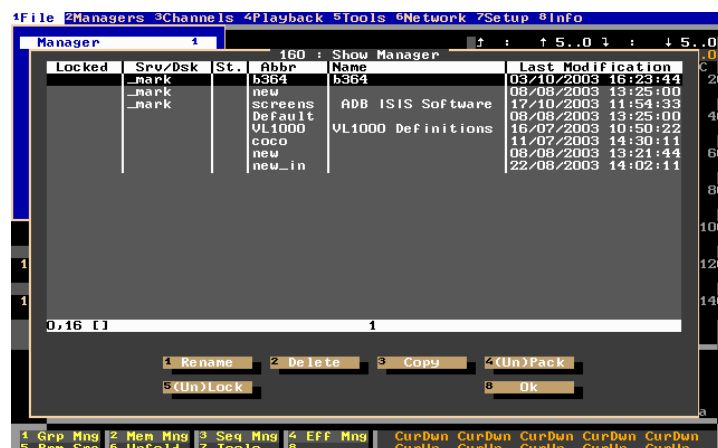 1File 2Managers 3Channels 4Playback 5Tools 6Network 7Setup 8Info
Manager 1
↑ 5..0
↓ 5..0
160 : Show Manager
Locked Srv/Dsk St. Abbr Name Last Modification
_mark b364 b364 03/10/2003 16:23:44
_mark new 08/08/2003 13:25:00
_mark screens ADB ISIS Software 17/10/2003 11:54:33
Default 08/08/2003 13:25:00
VL1000 VL1000 Definitions 16/07/2003 10:50:22
coco 11/07/2003 14:30:11
new 08/08/2003 13:21:44
new_in 22/08/2003 14:02:11
0,16 [] 1
1 Rename 2 Delete 3 Copy 4(Un)Pack
5(Un)Lock 8 Ok
1 Grp Mng 2 Mem Mng 3 Seq Mng 4 Eff Mng CurDwn CurDwn CurDwn CurDwn CurDwn